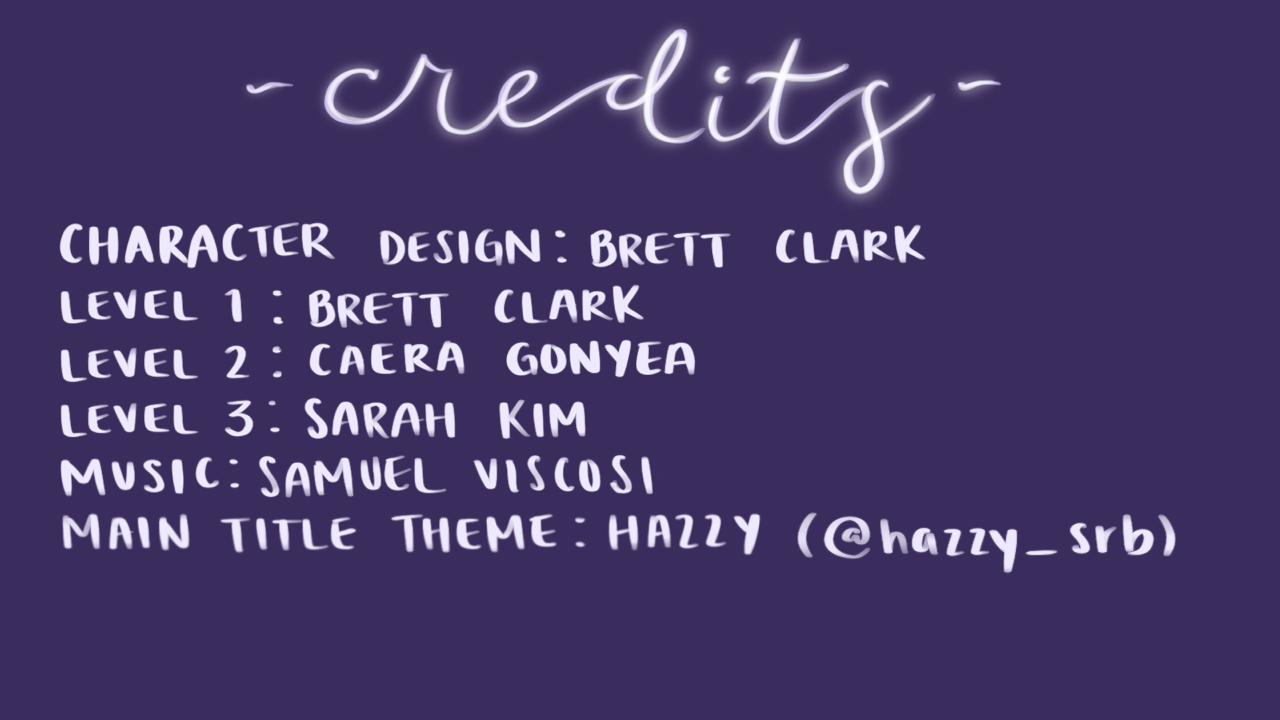 - credits -
CHARACTER DESIGN: BRETT CLARK
LEVEL 1: BRETT CLARK
LEVEL 2: CAERA GONYEA
LEVEL 3: SARAH KIM
MUSIC: SAMUEL VISCOSI
MAIN TITLE THEME: HAZZY (@hazzy_srb)